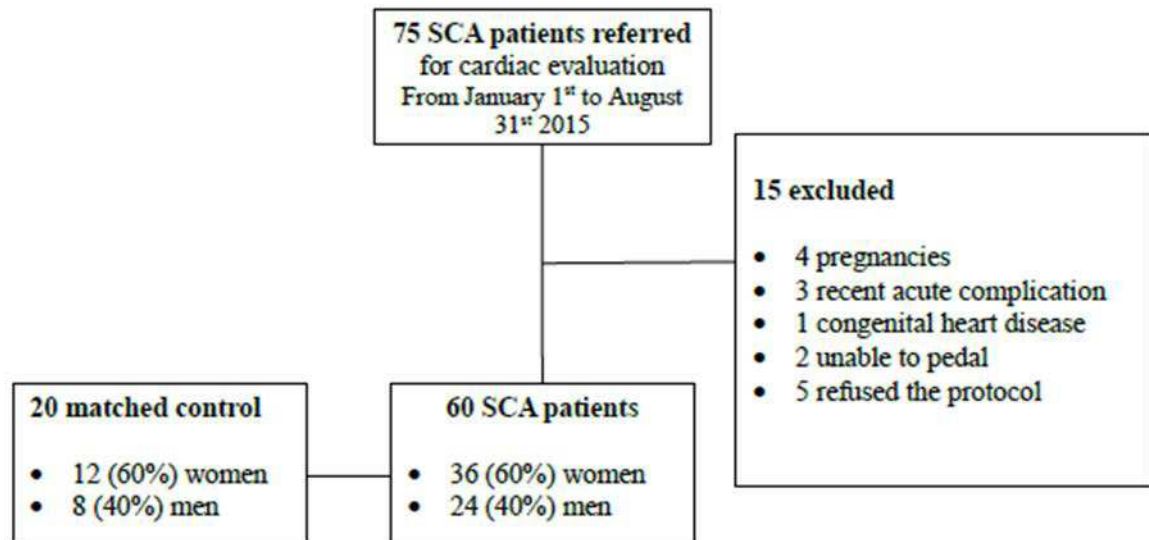 75 SCA patients referred
for cardiac evaluation
From January 1st to August
31st 2015
15 excluded
• 4 pregnancies
• 3 recent acute complication
• 1 congenital heart disease
• 2 unable to pedal
• 5 refused the protocol
20 matched control
• 12 (60%) women
• 8 (40%) men
60 SCA patients
• 36 (60%) women
• 24 (40%) men